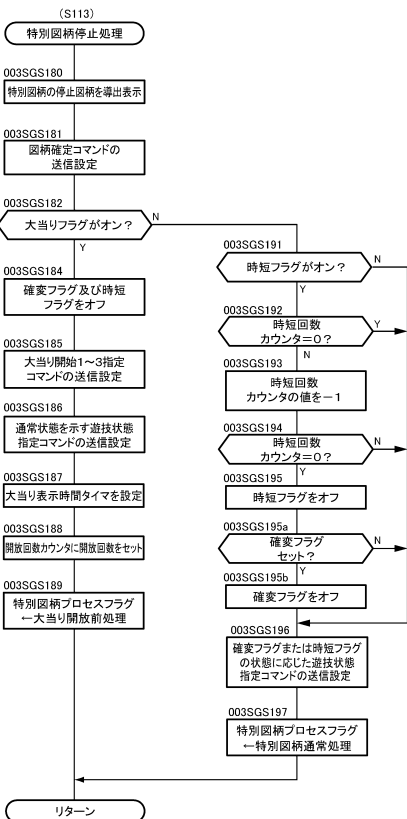 (S113)
特別図柄停止処理
003SGS180
特別図柄の停止図柄を導出表示
003SGS181
図柄確定コマンドの
送信設定
003SGS182
大当りフラグがオン？
N
Y
003SGS184
確変フラグ及び時短
フラグをオフ
003SGS185
大当り開始1～3指定
コマンドの送信設定
003SGS186
通常状態を示す遊技状態
指定コマンドの送信設定
003SGS187
大当り表示時間タイマを設定
003SGS188
開放回数カウンタに開放回数をセット
003SGS189
特別図柄プロセスフラグ
←大当り開放前処理
003SGS191
時短フラグがオン？
N
Y
003SGS192
時短回数
カウンタ＝0？
Y
N
003SGS193
時短回数
カウンタの値を－1
003SGS194
時短回数
カウンタ＝0？
N
Y
003SGS195
時短フラグをオフ
003SGS195a
確変フラグ
セット？
N
Y
003SGS195b
確変フラグをオフ
003SGS196
確変フラグまたは時短フラグ
の状態に応じた遊技状態
指定コマンドの送信設定
003SGS197
特別図柄プロセスフラグ
←特別図柄通常処理
リターン